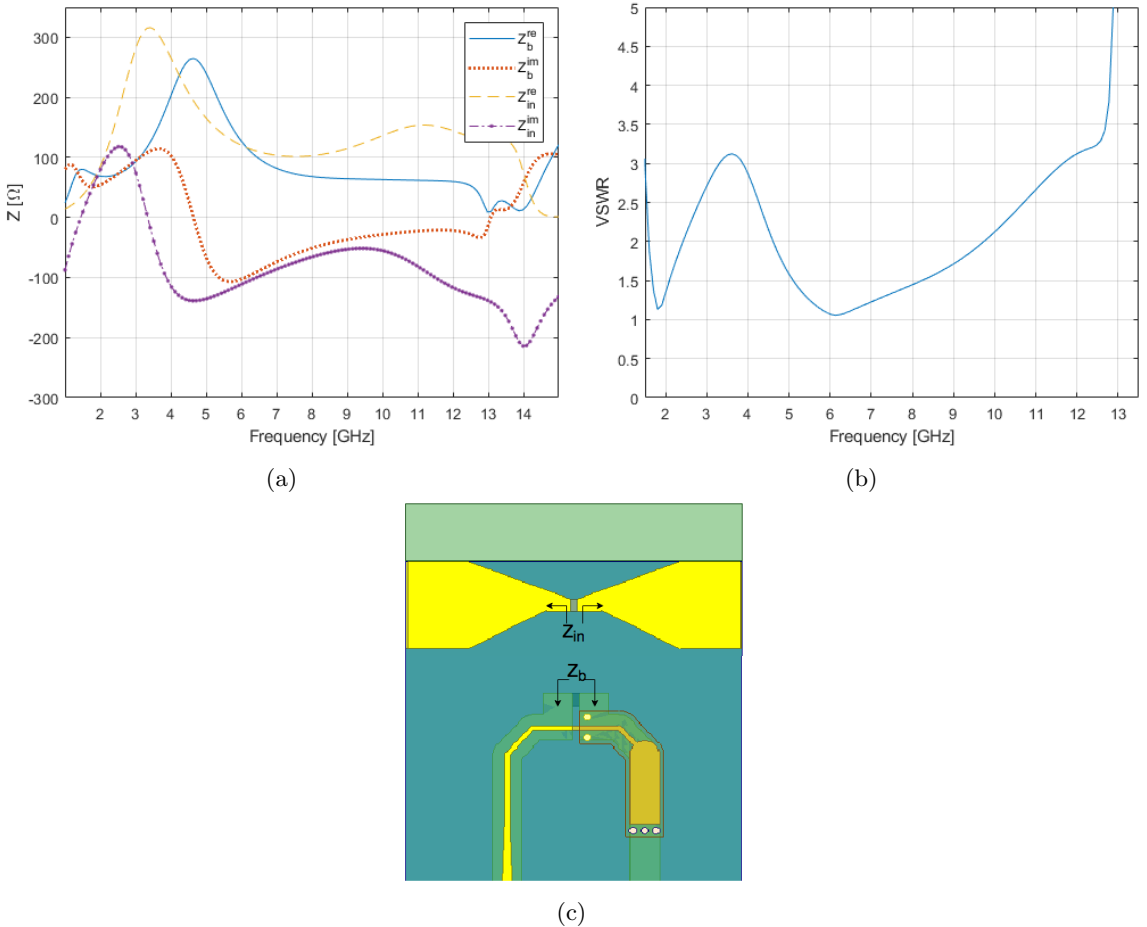 300
200
100
0
-100
-200
-300
Z [Ω]
2 3 4 5 6 7 8 9 10 11 12 13 14
Frequency [GHz]
Z_b^re
Z_b^im
Z_in^re
Z_in^im
(a)
5
4.5
4
3.5
3
2.5
2
1.5
1
0.5
0
VSWR
2 3 4 5 6 7 8 9 10 11 12 13
Frequency [GHz]
(b)
Z_in
Z_b
(c)